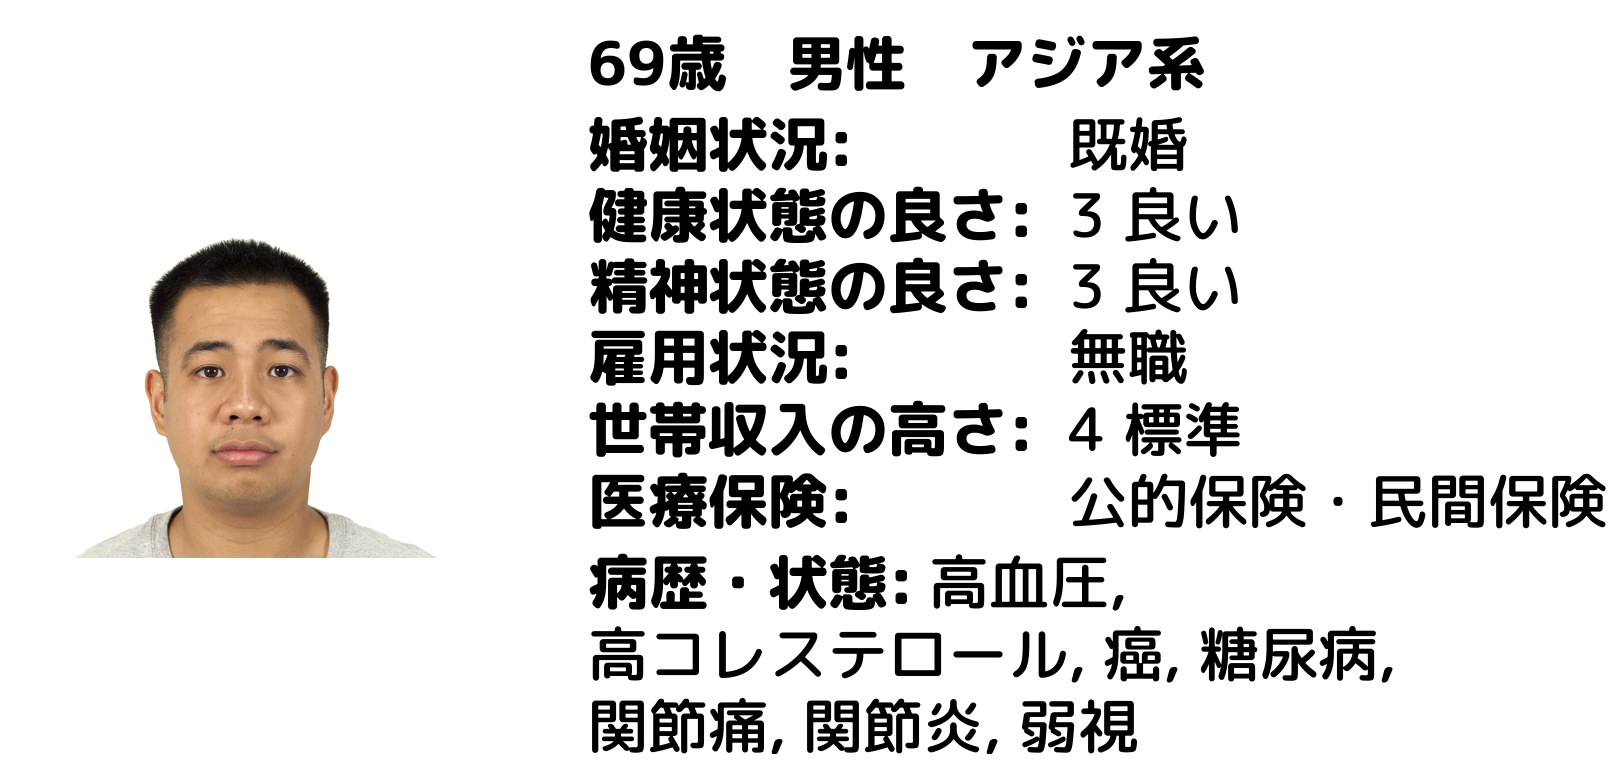 69歳　男性　アジア系
婚姻状況: 既婚
健康状態の良さ: 3 良い
精神状態の良さ: 3 良い
雇用状況: 無職
世帯収入の高さ: 4 標準
医療保険: 公的保険・民間保険
病歴・状態: 高血圧,
高コレステロール, 癌, 糖尿病,
関節痛, 関節炎, 弱視